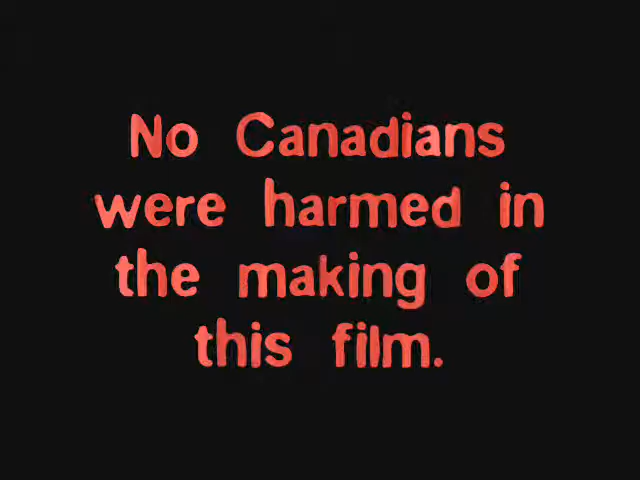 No Canadians
were harmed in
the making of
this film.